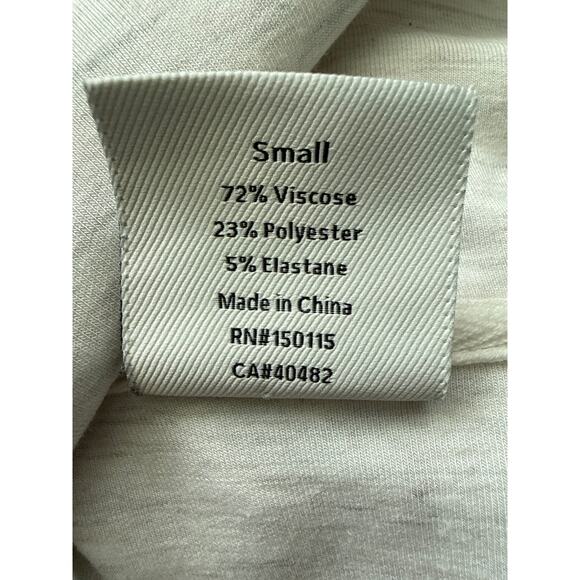 Small
72% Viscose
23% Polyester
5% Elastane
Made in China
RN#150115
CA#40482